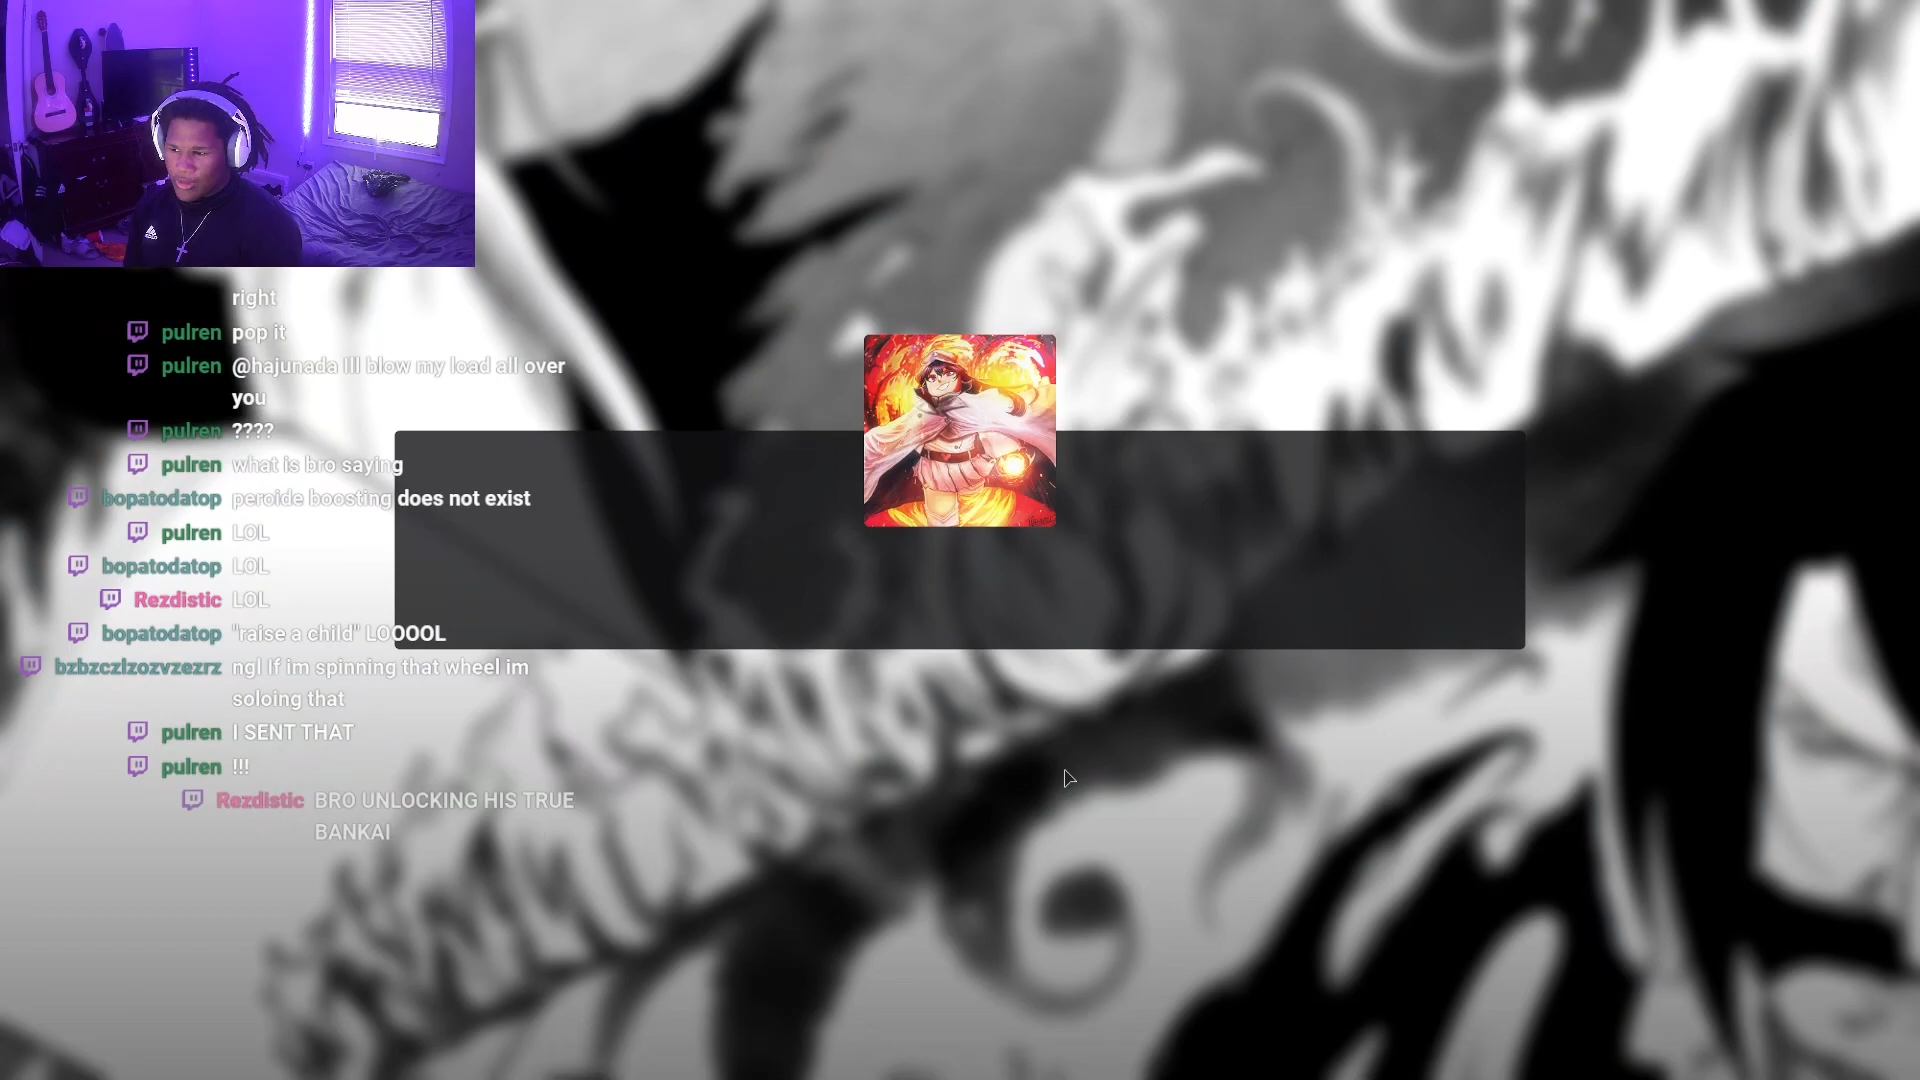 right
pulren pop it
pulren @hajunada Ill blow my load all over
you
pulren ????
pulren what is bro saying
bopatodatop peroide boosting does not exist
pulren LOL
bopatodatop LOL
Rezdistic LOL
bopatodatop "raise a child" LOOOOL
bzbzczlzozvzezrz ngl If im spinning that wheel im
soloing that
pulren I SENT THAT
pulren !!!
Rezdistic BRO UNLOCKING HIS TRUE
BANKAI